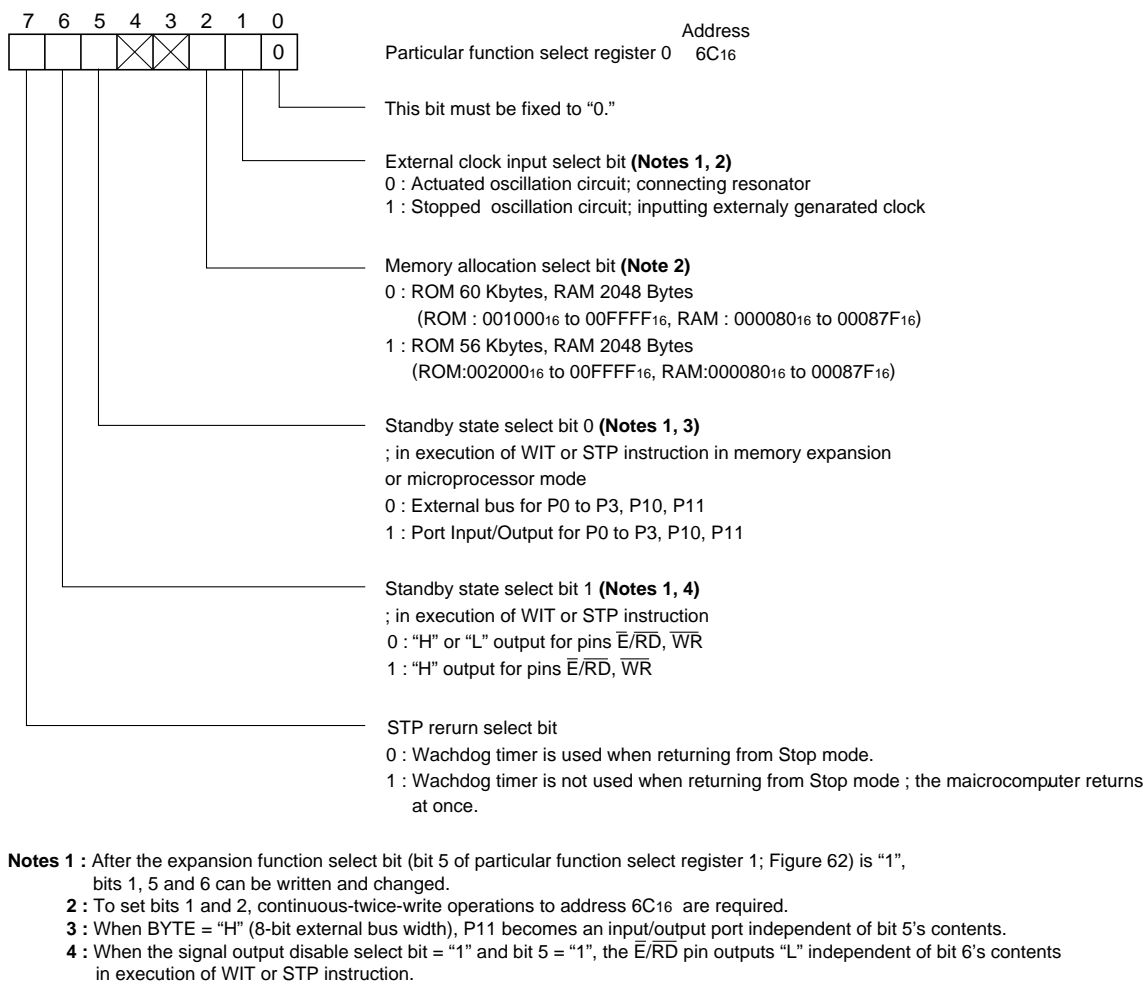 7 6 5 4 3 2 1 0
0
Address
Particular function select register 0 6C16
This bit must be fixed to “0.”
External clock input select bit (Notes 1, 2)
0 : Actuated oscillation circuit; connecting resonator
1 : Stopped oscillation circuit; inputting externaly genarated clock
Memory allocation select bit (Note 2)
0 : ROM 60 Kbytes, RAM 2048 Bytes
(ROM : 00100016 to 00FFFF16, RAM : 00008016 to 00087F16)
1 : ROM 56 Kbytes, RAM 2048 Bytes
(ROM:00200016 to 00FFFF16, RAM:00008016 to 00087F16)
Standby state select bit 0 (Notes 1, 3)
; in execution of WIT or STP instruction in memory expansion
or microprocessor mode
0 : External bus for P0 to P3, P10, P11
1 : Port Input/Output for P0 to P3, P10, P11
Standby state select bit 1 (Notes 1, 4)
; in execution of WIT or STP instruction
0 : “H” or “L” output for pins E̅/R̅D̅, W̅R̅
1 : “H” output for pins E̅/R̅D̅, W̅R̅
STP rerurn select bit
0 : Wachdog timer is used when returning from Stop mode.
1 : Wachdog timer is not used when returning from Stop mode ; the maicrocomputer returns
at once.
Notes 1 : After the expansion function select bit (bit 5 of particular function select register 1; Figure 62) is “1”,
bits 1, 5 and 6 can be written and changed.
2 : To set bits 1 and 2, continuous-twice-write operations to address 6C16 are required.
3 : When BYTE = “H” (8-bit external bus width), P11 becomes an input/output port independent of bit 5’s contents.
4 : When the signal output disable select bit = “1” and bit 5 = “1”, the E̅/R̅D̅ pin outputs “L” independent of bit 6’s contents
in execution of WIT or STP instruction.